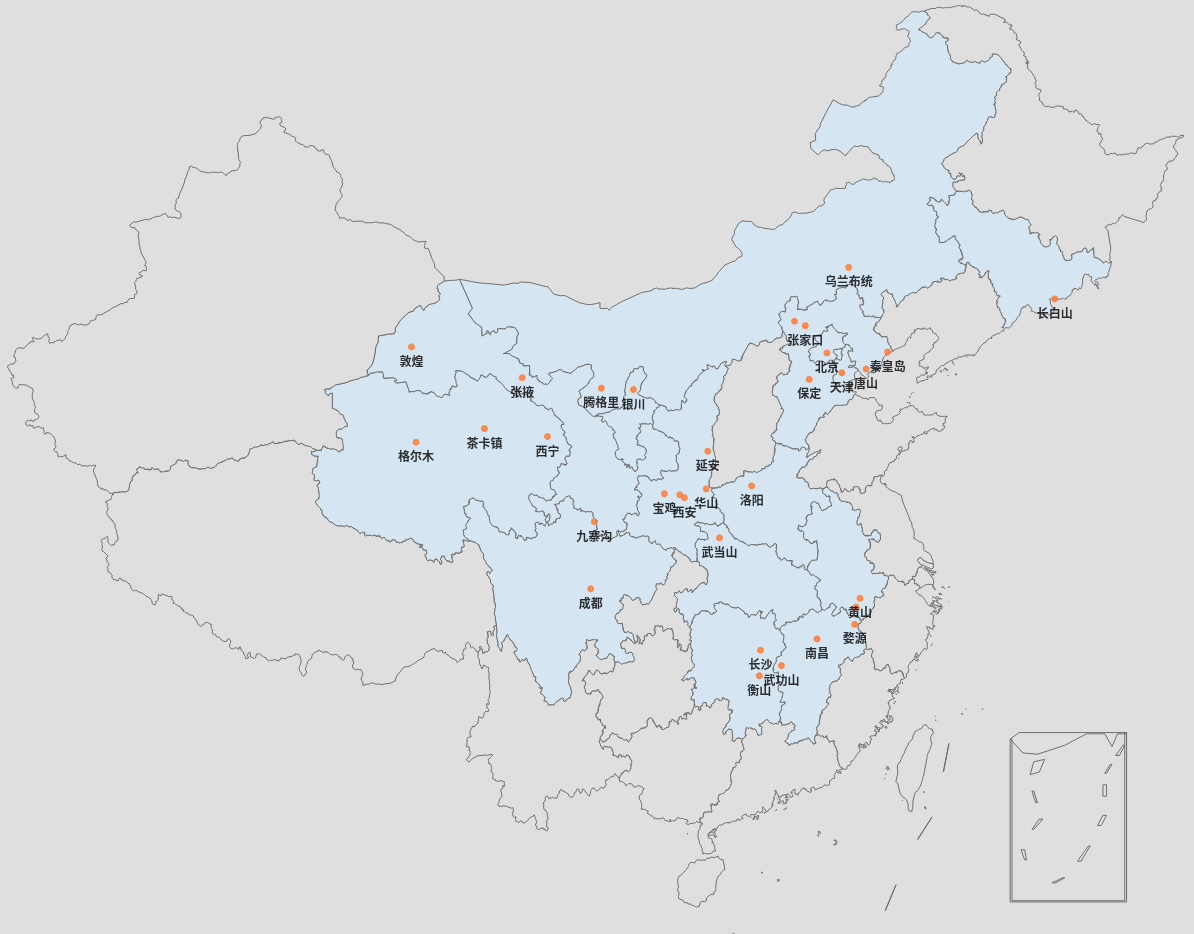 乌兰布统
长白山
张家口
敦煌
北京
秦皇岛
张掖
天津
唐山
保定
腾格里
银川
茶卡镇
西宁
格尔木
延安
洛阳
华山
宝鸡
西安
九寨沟
武当山
成都
黄山
婺源
南昌
长沙
武功山
衡山